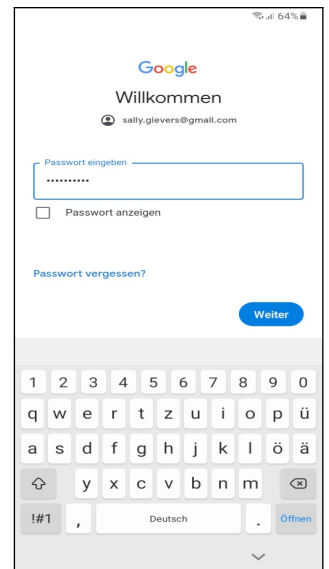 64%
Google
Willkommen
sally.gievers@gmail.com
Passwort eingeben
••••••••••
Passwort anzeigen
Passwort vergessen?
Weiter
1 2 3 4 5 6 7 8 9 0
q w e r t z u i o p ü
a s d f g h j k l ö ä
y x c v b n m
!#1 , Deutsch . Öffnen